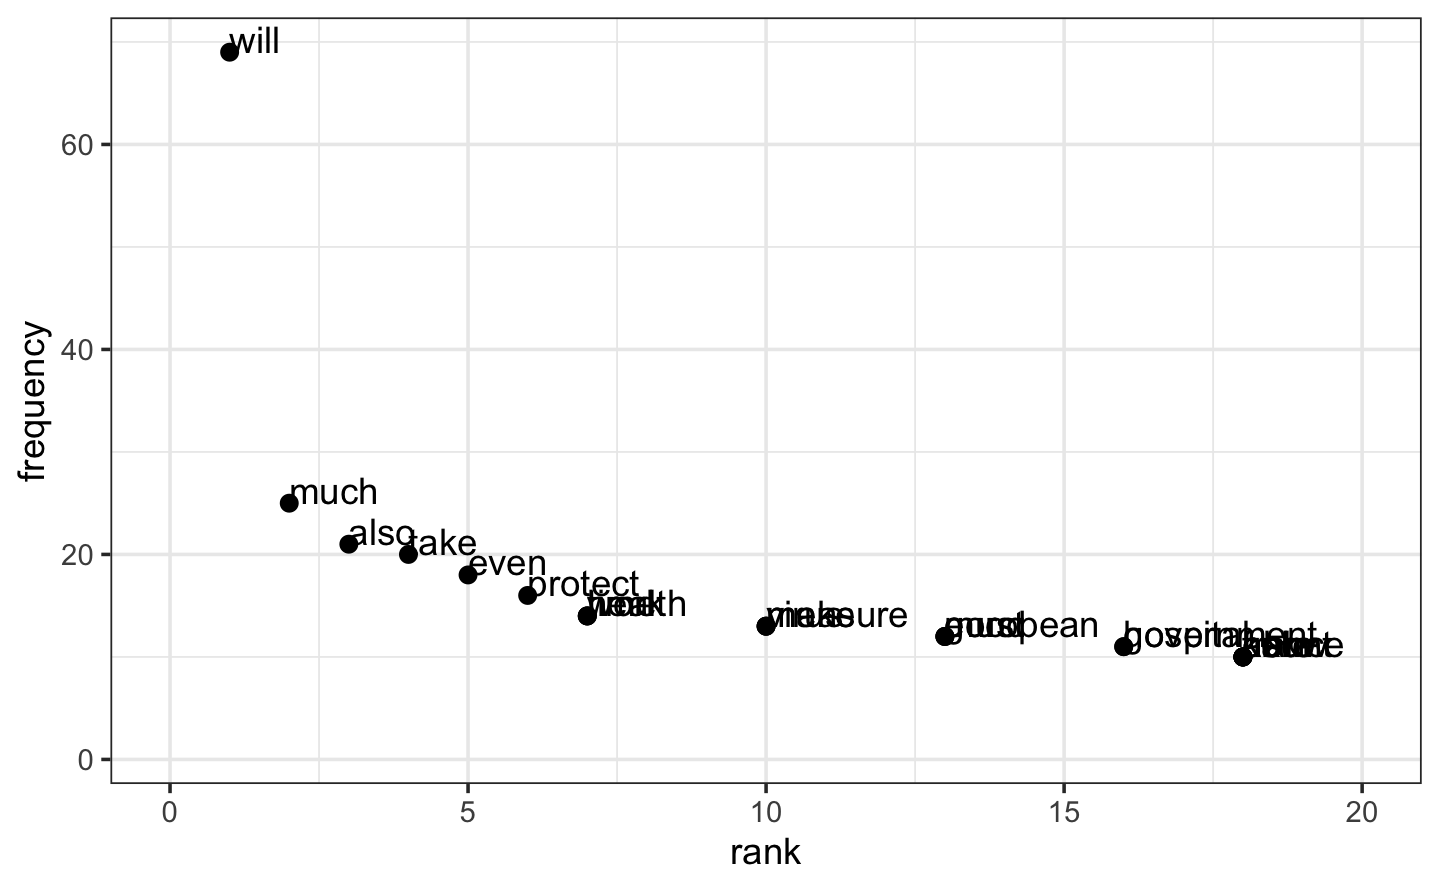 will
60
40
frequency
much
also
take
20
even
protect
health
measure
european
hospital
government
0
0
5
10
15
20
rank